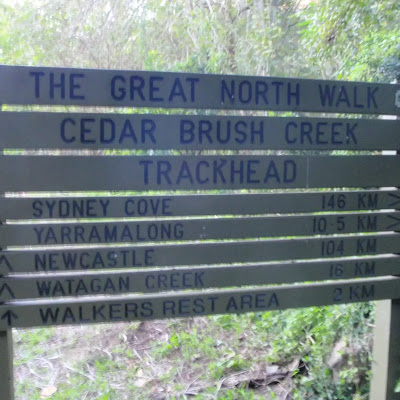 THE GREAT NORTH WALK
CEDAR BRUSH CREEK
TRACKHEAD
SYDNEY COVE 146 KM
YARRAMALONG 10.5 KM
NEWCASTLE 104 KM
WATAGAN CREEK 16 KM
WALKERS REST AREA 2 KM